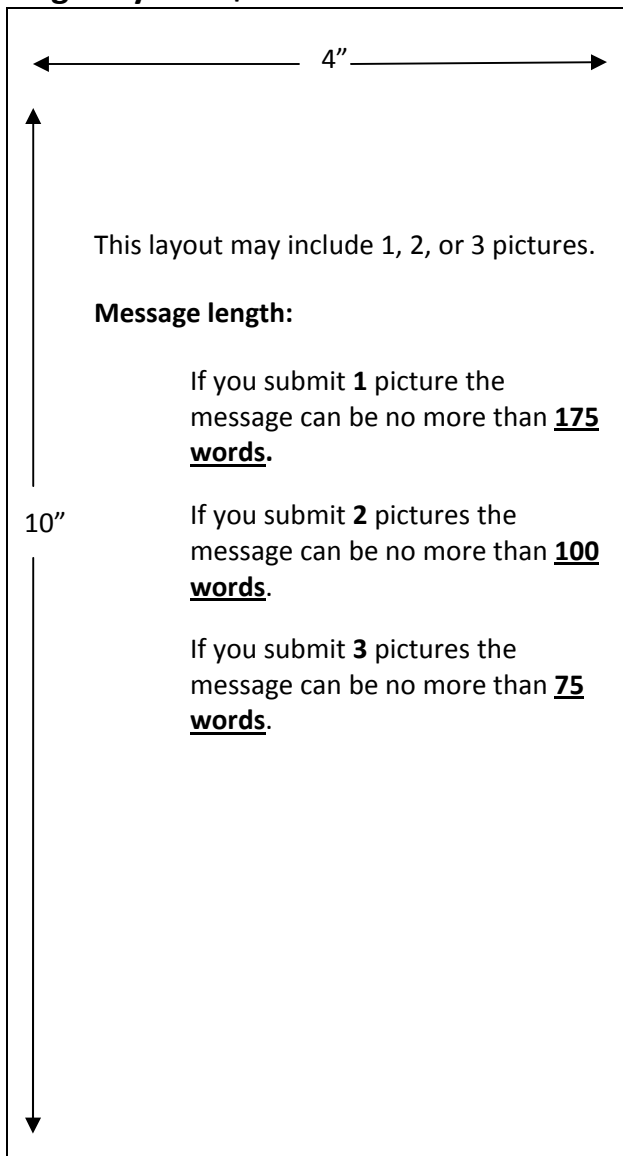 4”
This layout may include 1, 2, or 3 pictures.
Message length:
If you submit 1 picture the
message can be no more than 175
words.
10”
If you submit 2 pictures the
message can be no more than 100
words.
If you submit 3 pictures the
message can be no more than 75
words.